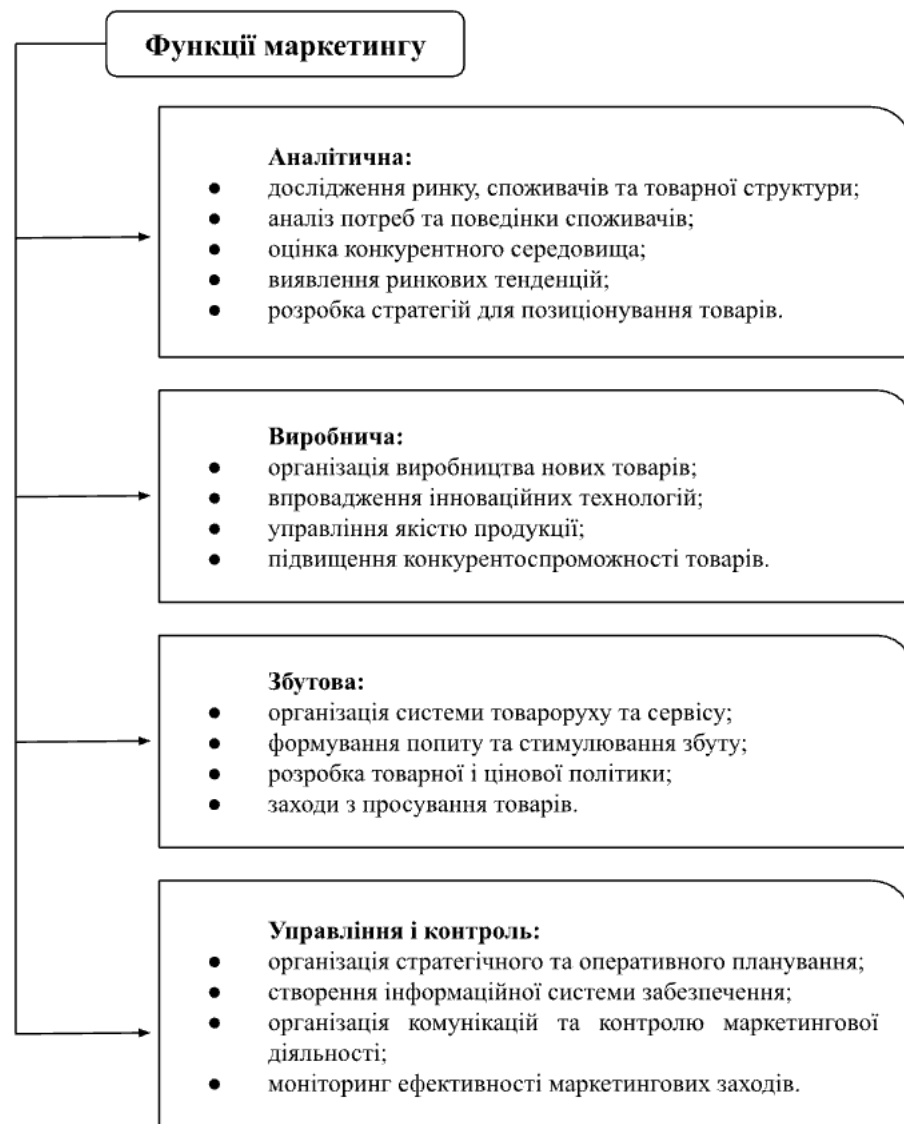 Функції маркетингу
Аналітична:
● дослідження ринку, споживачів та товарної структури;
● аналіз потреб та поведінки споживачів;
● оцінка конкурентного середовища;
● виявлення ринкових тенденцій;
● розробка стратегій для позиціонування товарів.
Виробнича:
● організація виробництва нових товарів;
● впровадження інноваційних технологій;
● управління якістю продукції;
● підвищення конкурентоспроможності товарів.
Збутова:
● організація системи товароруху та сервісу;
● формування попиту та стимулювання збуту;
● розробка товарної і цінової політики;
● заходи з просування товарів.
Управління і контроль:
● організація стратегічного та оперативного планування;
● створення інформаційної системи забезпечення;
● організація комунікацій та контролю маркетингової
діяльності;
● моніторинг ефективності маркетингових заходів.